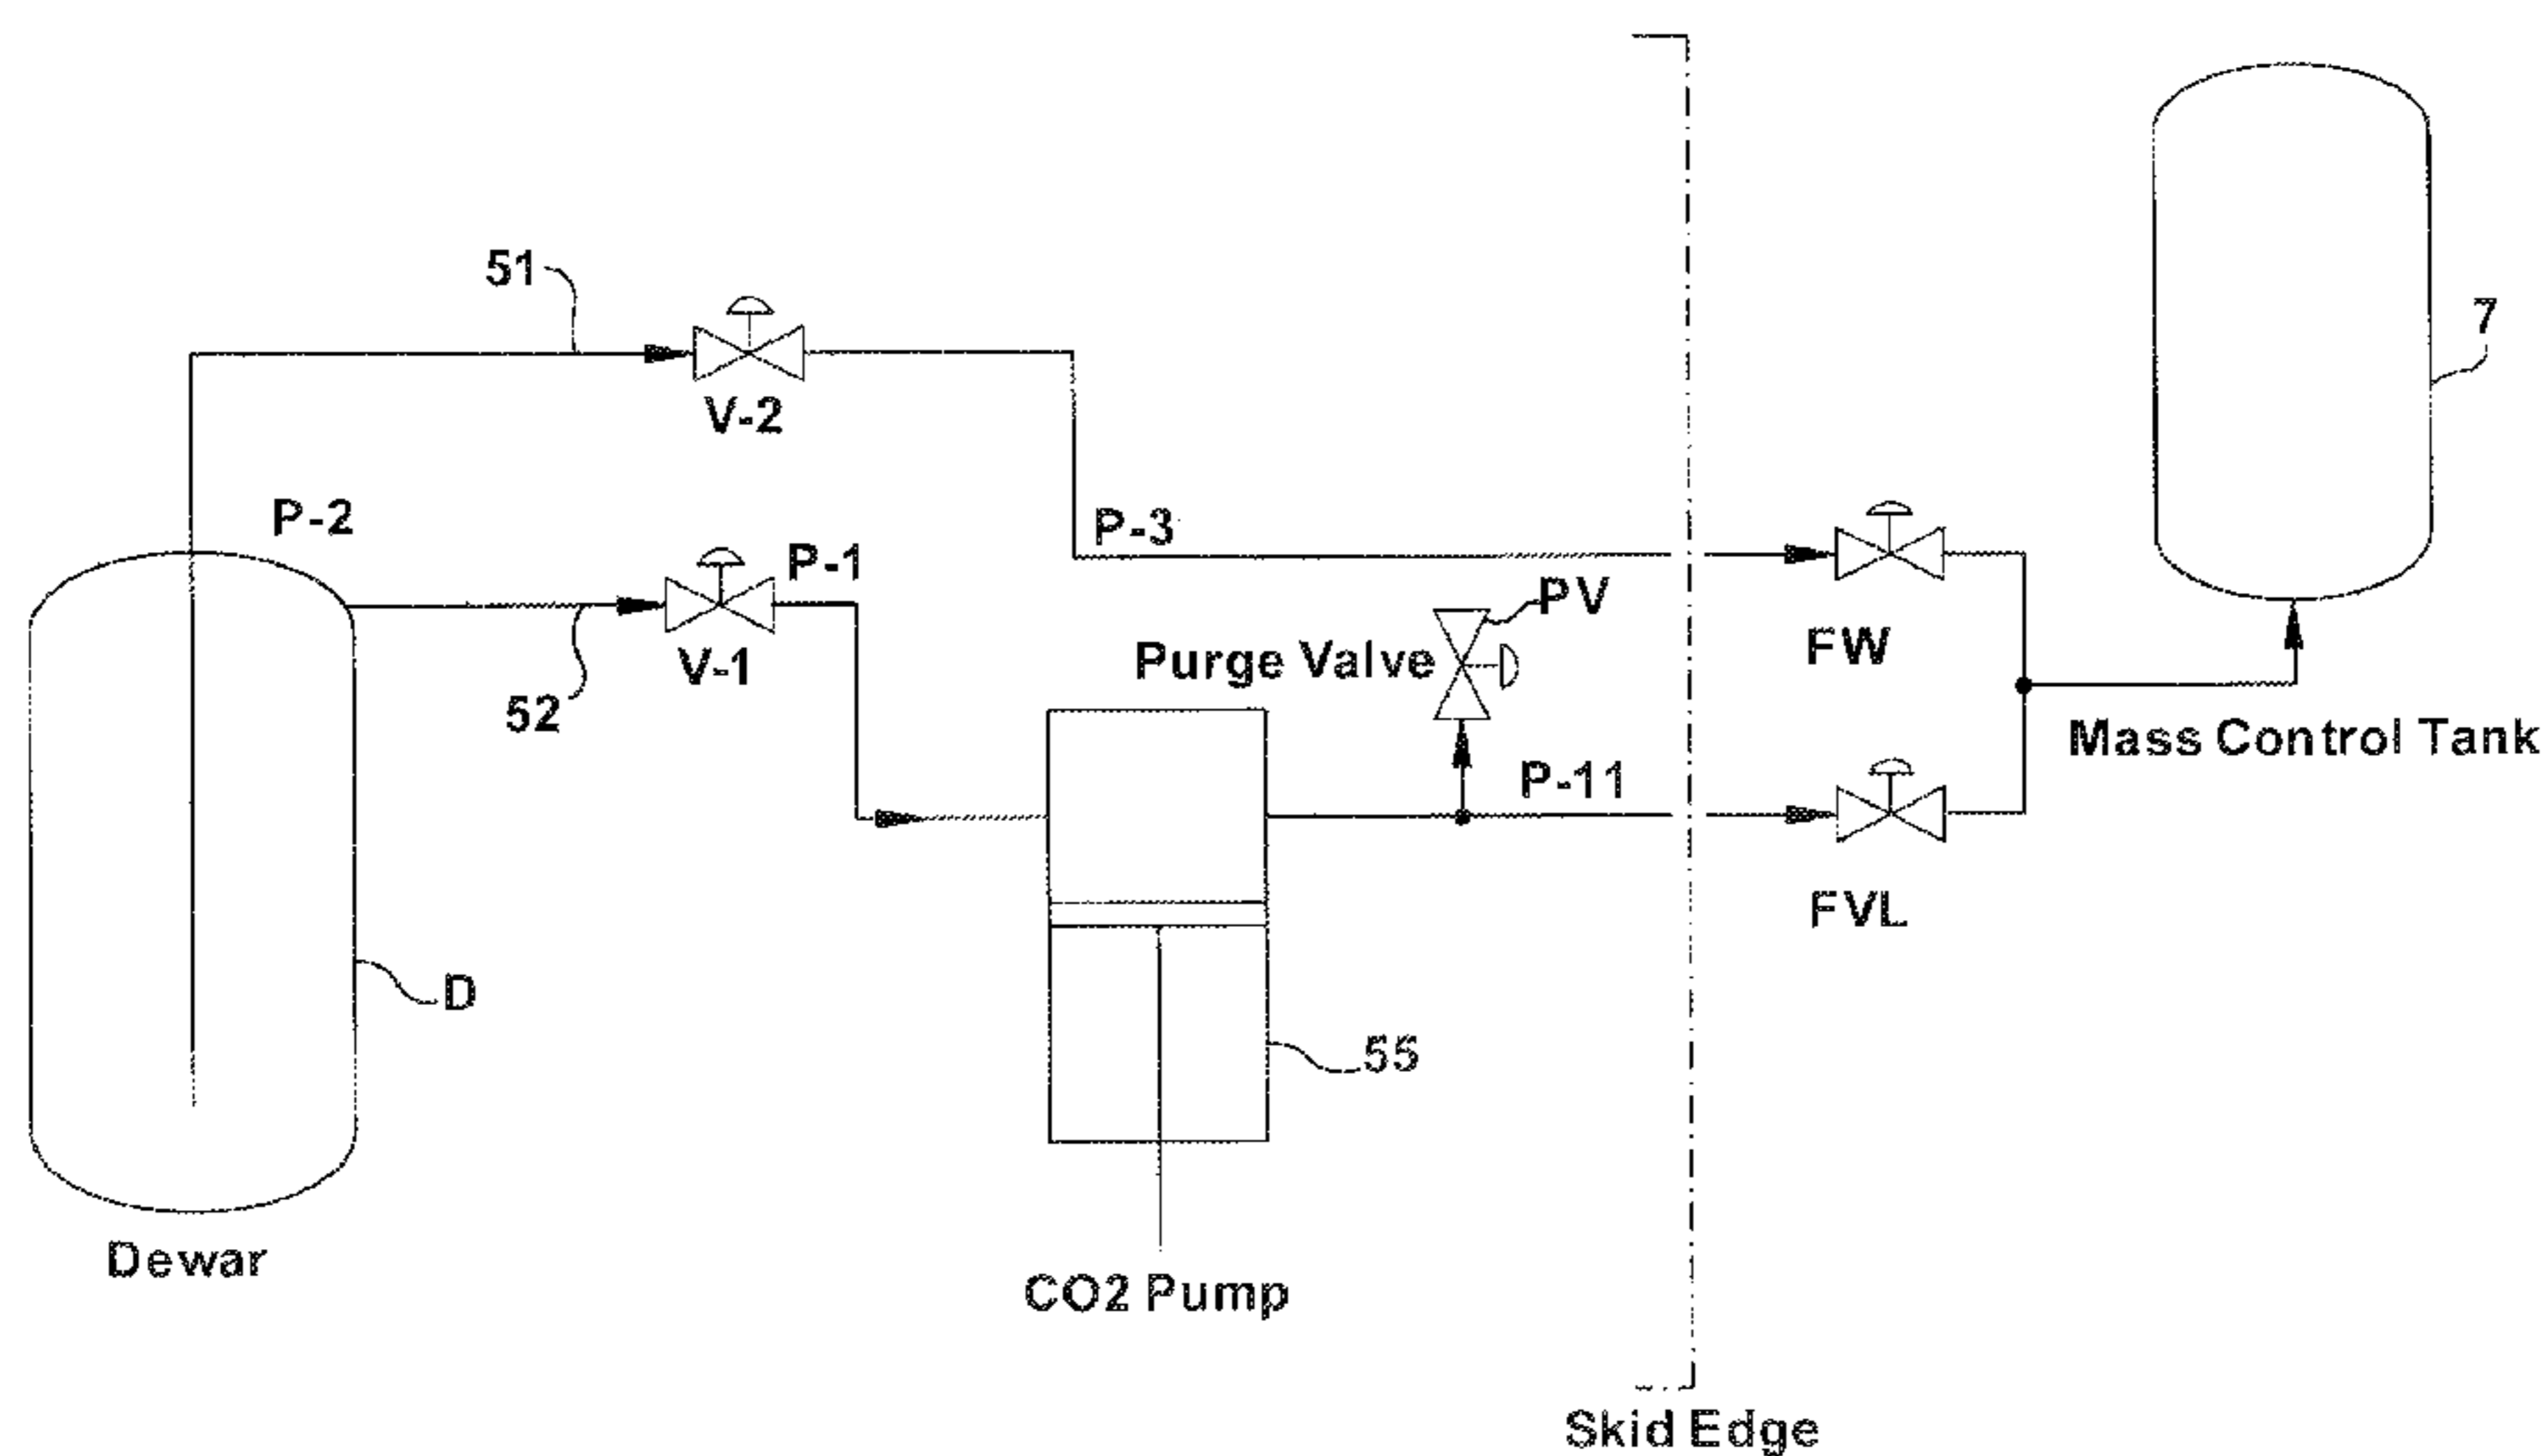 51
V-2
7
P-2
P-3
P-1
PV
Purge Valve
FW
V-1
52
Mass Control Tank
P-11
FVL
D
55
Dewar
CO2 Pump
Skid Edge